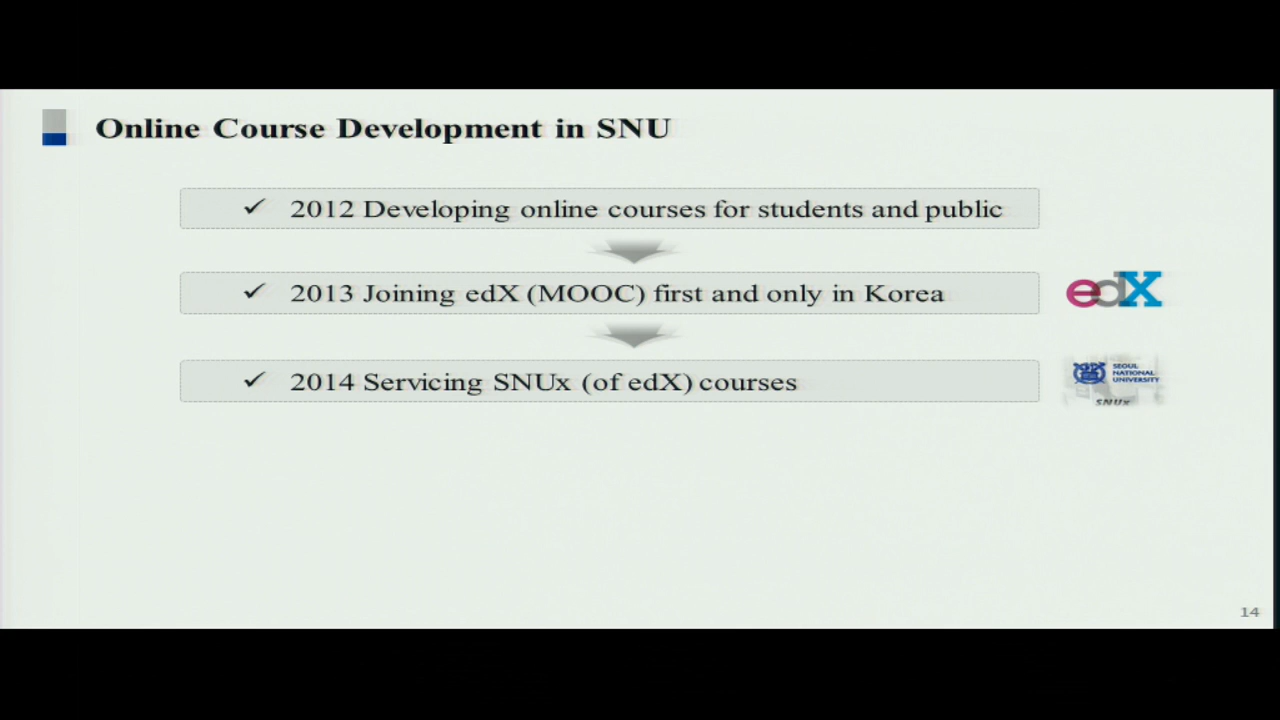 Online Course Development in SNU
✓ 2012 Developing online courses for students and public
✓ 2013 Joining edX (MOOC) first and only in Korea
edX
✓ 2014 Servicing SNUx (of edX) courses
SEOUL
NATIONAL
UNIVERSITY
SNUx
14